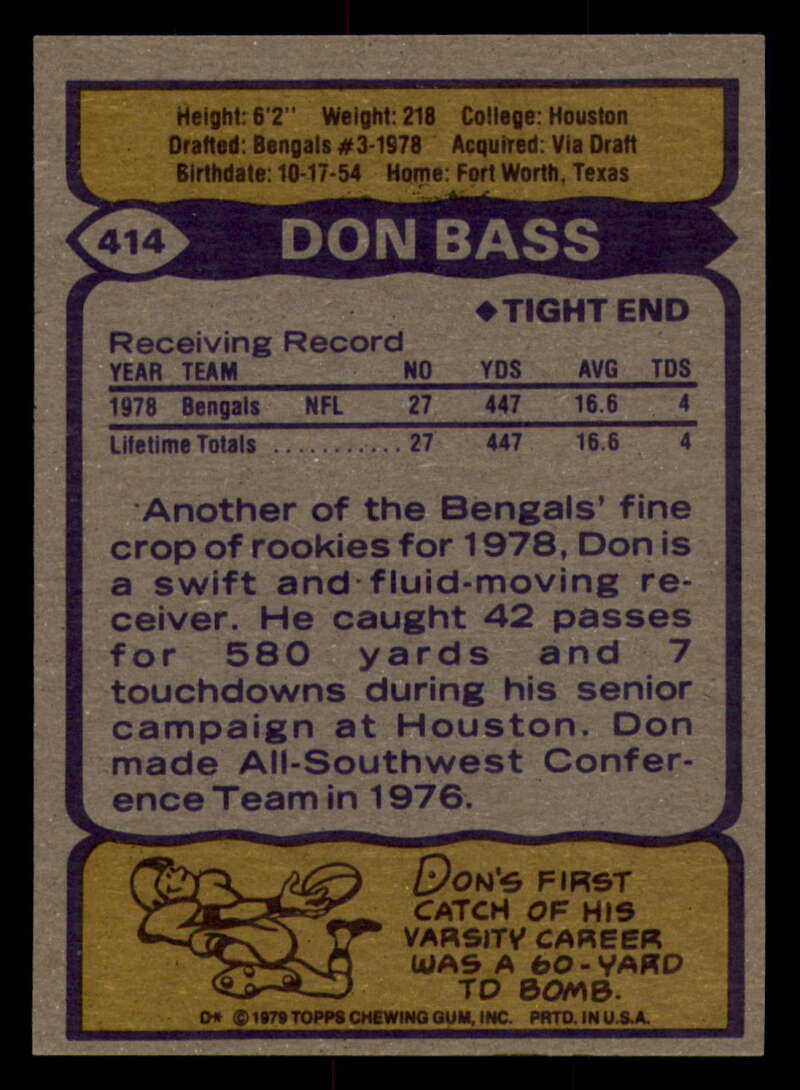 Height: 6'2" Weight: 218 College: Houston
Drafted: Bengals #3-1978 Acquired: Via Draft
Birthdate: 10-17-54 Home: Fort Worth, Texas
414 DON BASS
◆TIGHT END
Receiving Record
YEAR TEAM NO YDS AVG TDS
1978 Bengals NFL 27 447 16.6 4
Lifetime Totals ........... 27 447 16.6 4
Another of the Bengals' fine
crop of rookies for 1978, Don is
a swift and fluid-moving re-
ceiver. He caught 42 passes
for 580 yards and 7
touchdowns during his senior
campaign at Houston. Don
made All-Southwest Confer-
ence Team in 1976.
DON'S FIRST
CATCH OF HIS
VARSITY CAREER
WAS A 60-YARD
TD BOMB.
D* © 1979 TOPPS CHEWING GUM, INC. PRTD. IN U.S.A.